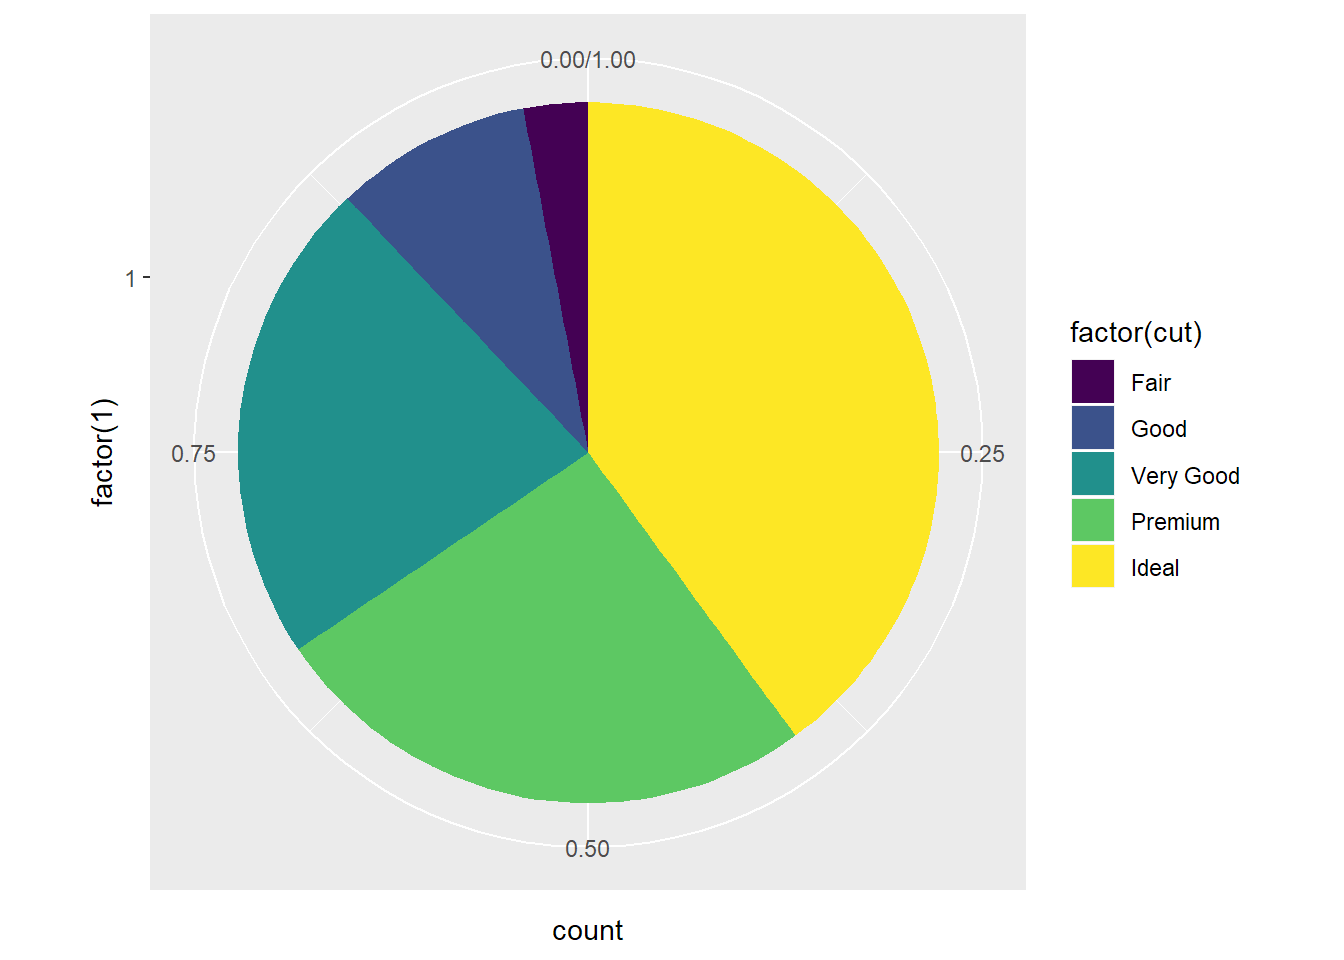 0.00/1.00
1
factor(1)
0.75
0.25
0.50
count
factor(cut)
Fair
Good
Very Good
Premium
Ideal